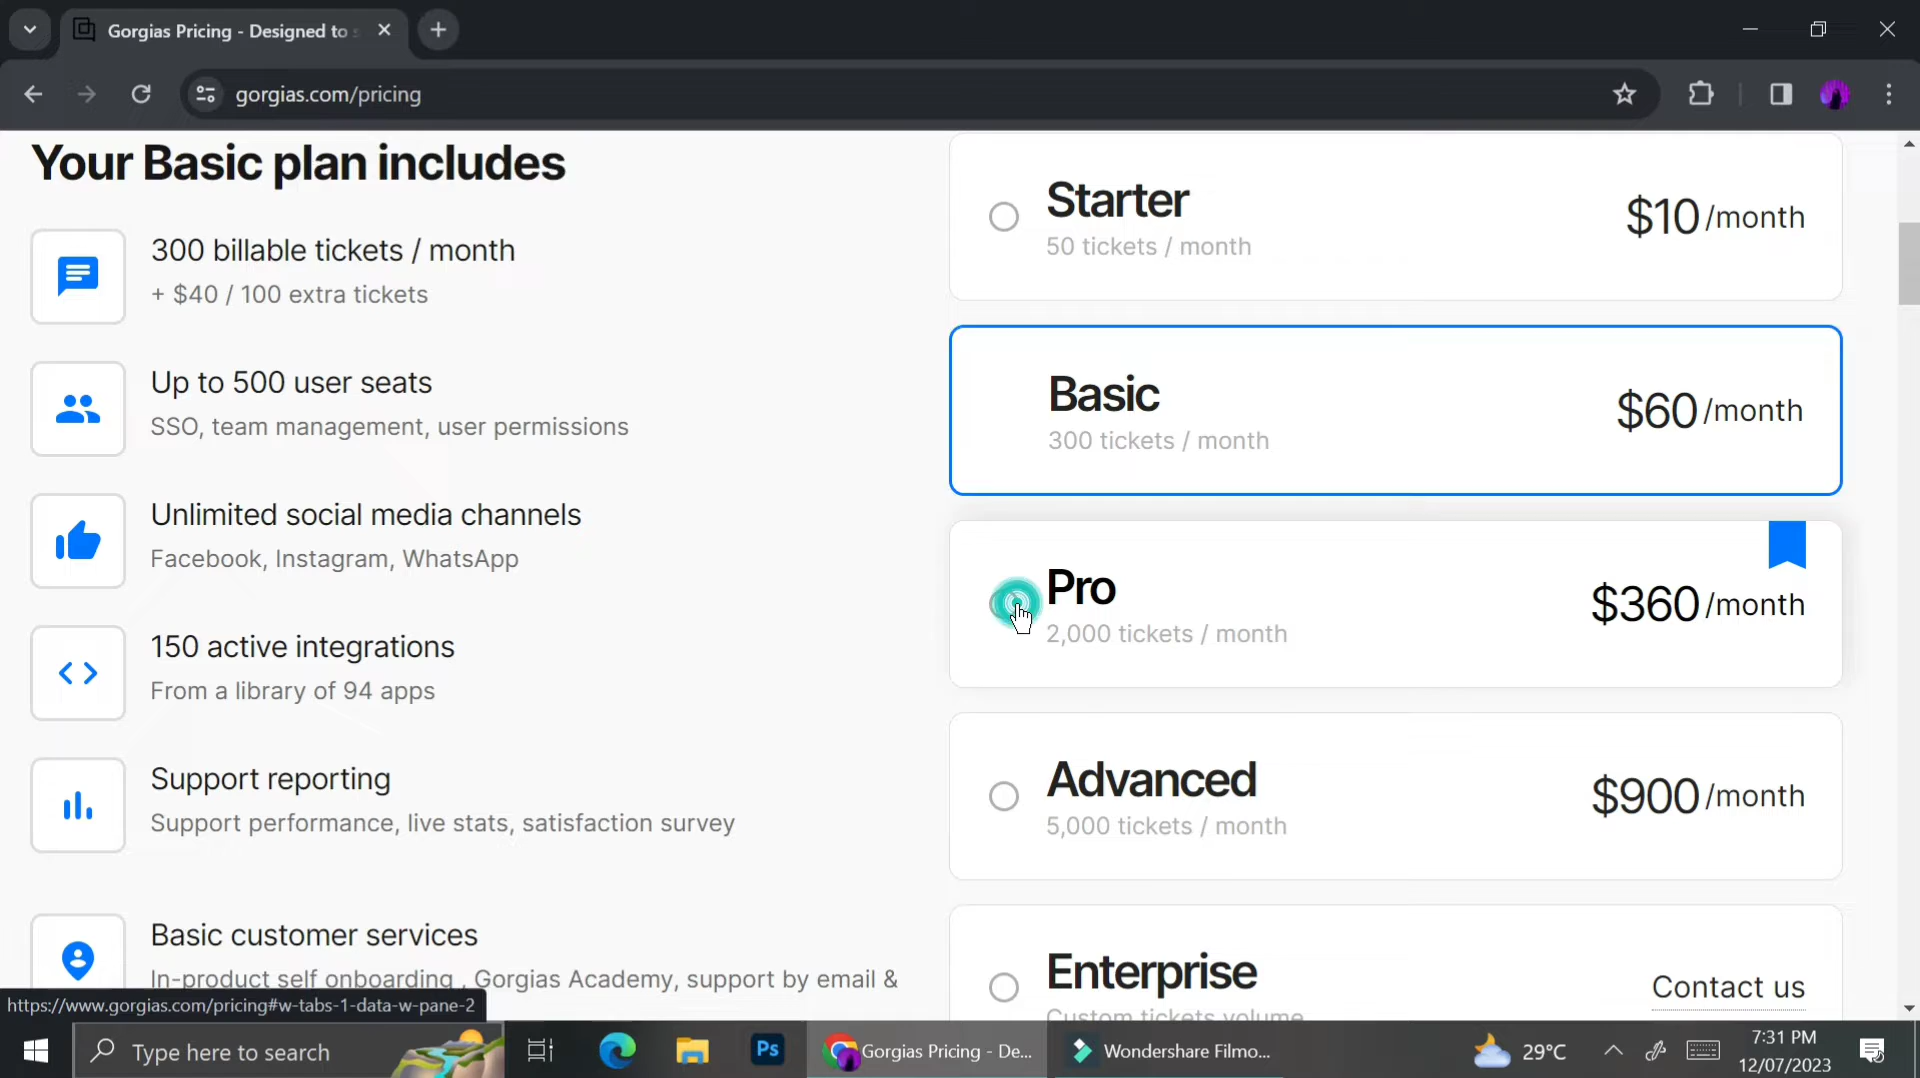 Gorgias Pricing - Designed to s
gorgias.com/pricing
Your Basic plan includes
300 billable tickets / month
+ $40 / 100 extra tickets
Up to 500 user seats
SSO, team management, user permissions
Unlimited social media channels
Facebook, Instagram, WhatsApp
150 active integrations
From a library of 94 apps
Support reporting
Support performance, live stats, satisfaction survey
Basic customer services
In-product self onboarding , Gorgias Academy, support by email &
Starter
$10 /month
50 tickets / month
Basic
$60 /month
300 tickets / month
Pro
$360 /month
2,000 tickets / month
Advanced
$900 /month
5,000 tickets / month
Enterprise
Contact us
Custom tickets volume
https://www.gorgias.com/pricing#w-tabs-1-data-w-pane-2
Type here to search
Ps
Gorgias Pricing - De...
Wondershare Filmo...
29°C
7:31 PM
12/07/2023